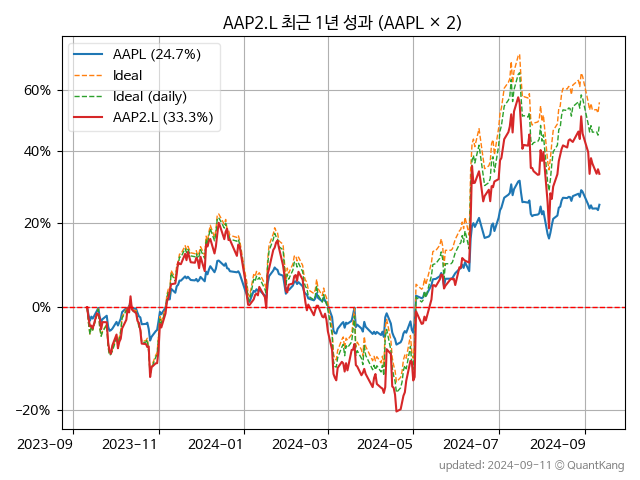 AAP2.L 최근 1년 성과 (AAPL × 2)
AAPL (24.7%)
Ideal
Ideal (daily)
AAP2.L (33.3%)
60%
40%
20%
0%
−20%
2023-09
2023-11
2024-01
2024-03
2024-05
2024-07
2024-09
updated: 2024-09-11 © QuantKang